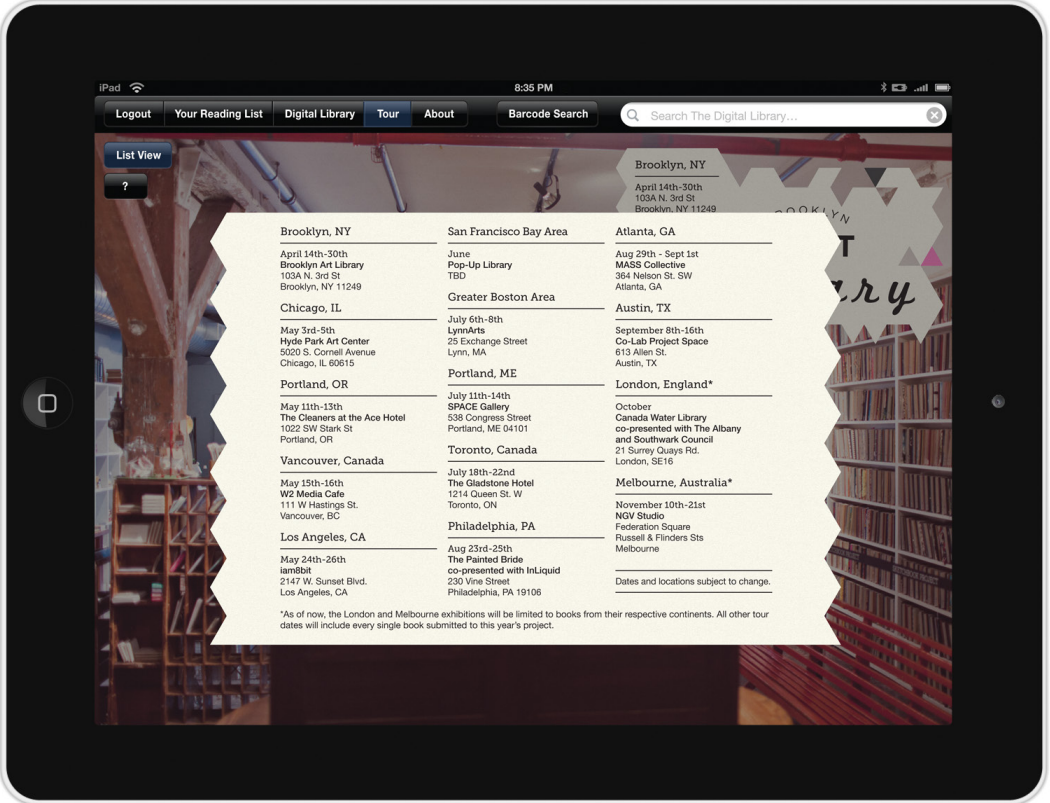 iPad
8:35 PM
Logout
Your Reading List
Digital Library
Tour
About
Barcode Search
Search The Digital Library...
List View
?
Brooklyn, NY
April 14th-30th
103A N. 3rd St
Brooklyn, NY 11249
Brooklyn, NY
April 14th-30th
Brooklyn Art Library
103A N. 3rd St
Brooklyn, NY 11249
Chicago, IL
May 3rd-5th
Hyde Park Art Center
5020 S. Cornell Avenue
Chicago, IL 60615
Portland, OR
May 11th-13th
The Cleaners at the Ace Hotel
1022 SW Stark St
Portland, OR
Vancouver, Canada
May 15th-16th
W2 Media Cafe
111 W Hastings St.
Vancouver, BC
Los Angeles, CA
May 24th-26th
iam8bit
2147 W. Sunset Blvd.
Los Angeles, CA
San Francisco Bay Area
June
Pop-Up Library
TBD
Greater Boston Area
July 6th-8th
LynnArts
25 Exchange Street
Lynn, MA
Portland, ME
July 11th-14th
SPACE Gallery
538 Congress Street
Portland, ME 04101
Toronto, Canada
July 18th-22nd
The Gladstone Hotel
1214 Queen St. W
Toronto, ON
Philadelphia, PA
Aug 23rd-25th
The Painted Bride
co-presented with InLiquid
230 Vine Street
Philadelphia, PA 19106
Atlanta, GA
Aug 29th - Sept 1st
MASS Collective
364 Nelson St. SW
Atlanta, GA
Austin, TX
September 8th-16th
Co-Lab Project Space
613 Allen St.
Austin, TX
London, England*
October
Canada Water Library
co-presented with The Albany
and Southwark Council
21 Surrey Quays Rd.
London, SE16
Melbourne, Australia*
November 10th-21st
NGV Studio
Federation Square
Russell & Flinders Sts
Melbourne
Dates and locations subject to change.
*As of now, the London and Melbourne exhibitions will be limited to books from their respective continents. All other tour
dates will include every single book submitted to this year's project.